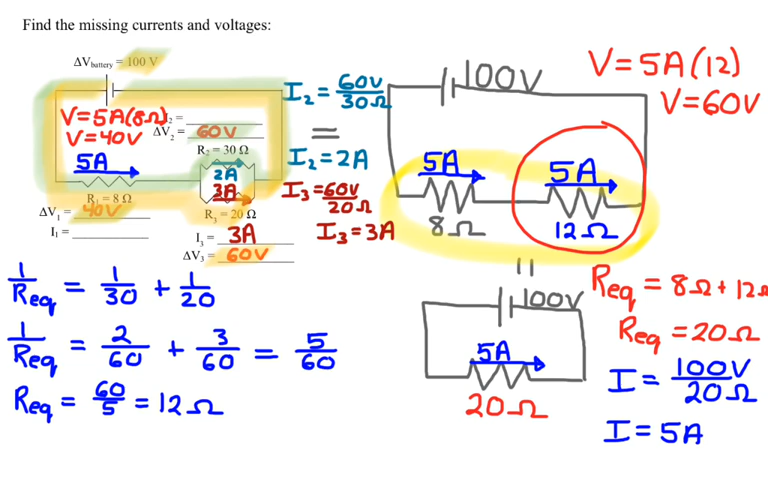 Find the missing currents and voltages:
ΔVbattery = 100 V
V=5A(8Ω)
I₂ =
V=40V
ΔV₂ = 60V
R₂ = 30 Ω
5A
2A
3A
R₁ = 8 Ω
R₃ = 20 Ω
ΔV₁ = 40V
I₁ =
I₃ = 3A
ΔV₃ = 60V
I₂ = 60V/30Ω
I₂ = 2A
I₃ = 60V/20Ω
I₃ = 3A
100V
5A
5A
8Ω
12Ω
V=5A(12)
V=60V
1/Req = 1/30 + 1/20
1/Req = 2/60 + 3/60 = 5/60
Req = 60/5 = 12Ω
=
100V
5A
20Ω
Req = 8Ω + 12Ω
Req = 20Ω
I = 100V/20Ω
I = 5A